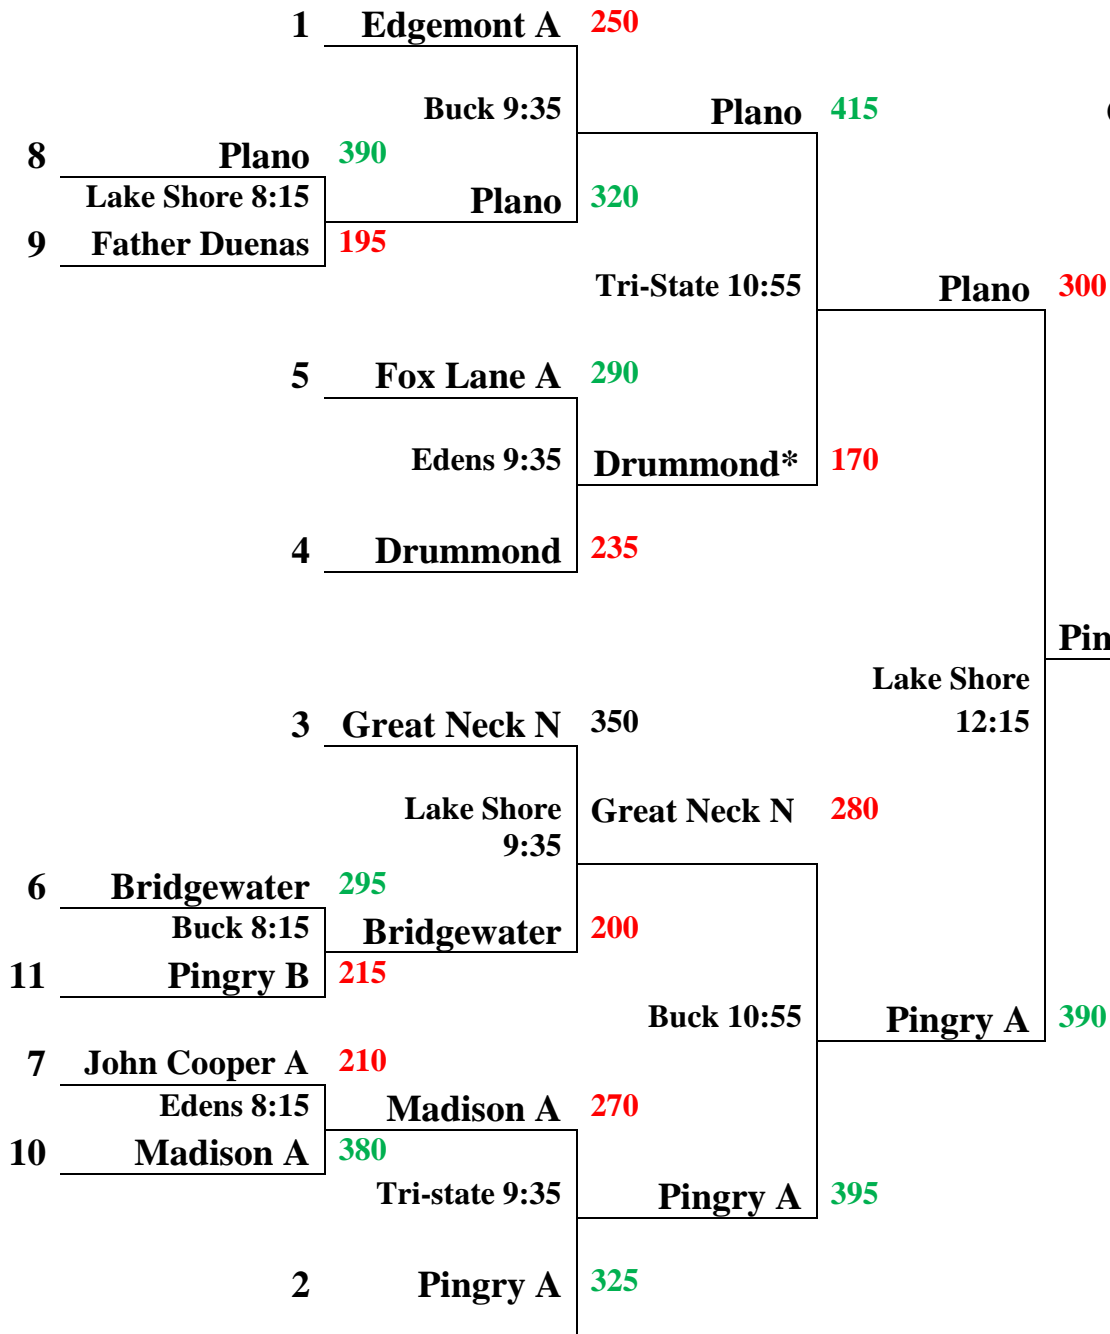 1 Edgemont A 250
Buck 9:35 Plano 415
8 Plano 390
Lake Shore 8:15 Plano 320
9 Father Duenas 195
Tri-State 10:55 Plano 300
5 Fox Lane A 290
Edens 9:35 Drummond* 170
4 Drummond 235
Lake Shore
12:15
3 Great Neck N 350
Lake Shore
9:35
Great Neck N 280
6 Bridgewater 295
Buck 8:15 Bridgewater 200
11 Pingry B 215
Buck 10:55 Pingry A 390
7 John Cooper A 210
Edens 8:15 Madison A 270
10 Madison A 380
Tri-state 9:35 Pingry A 395
2 Pingry A 325